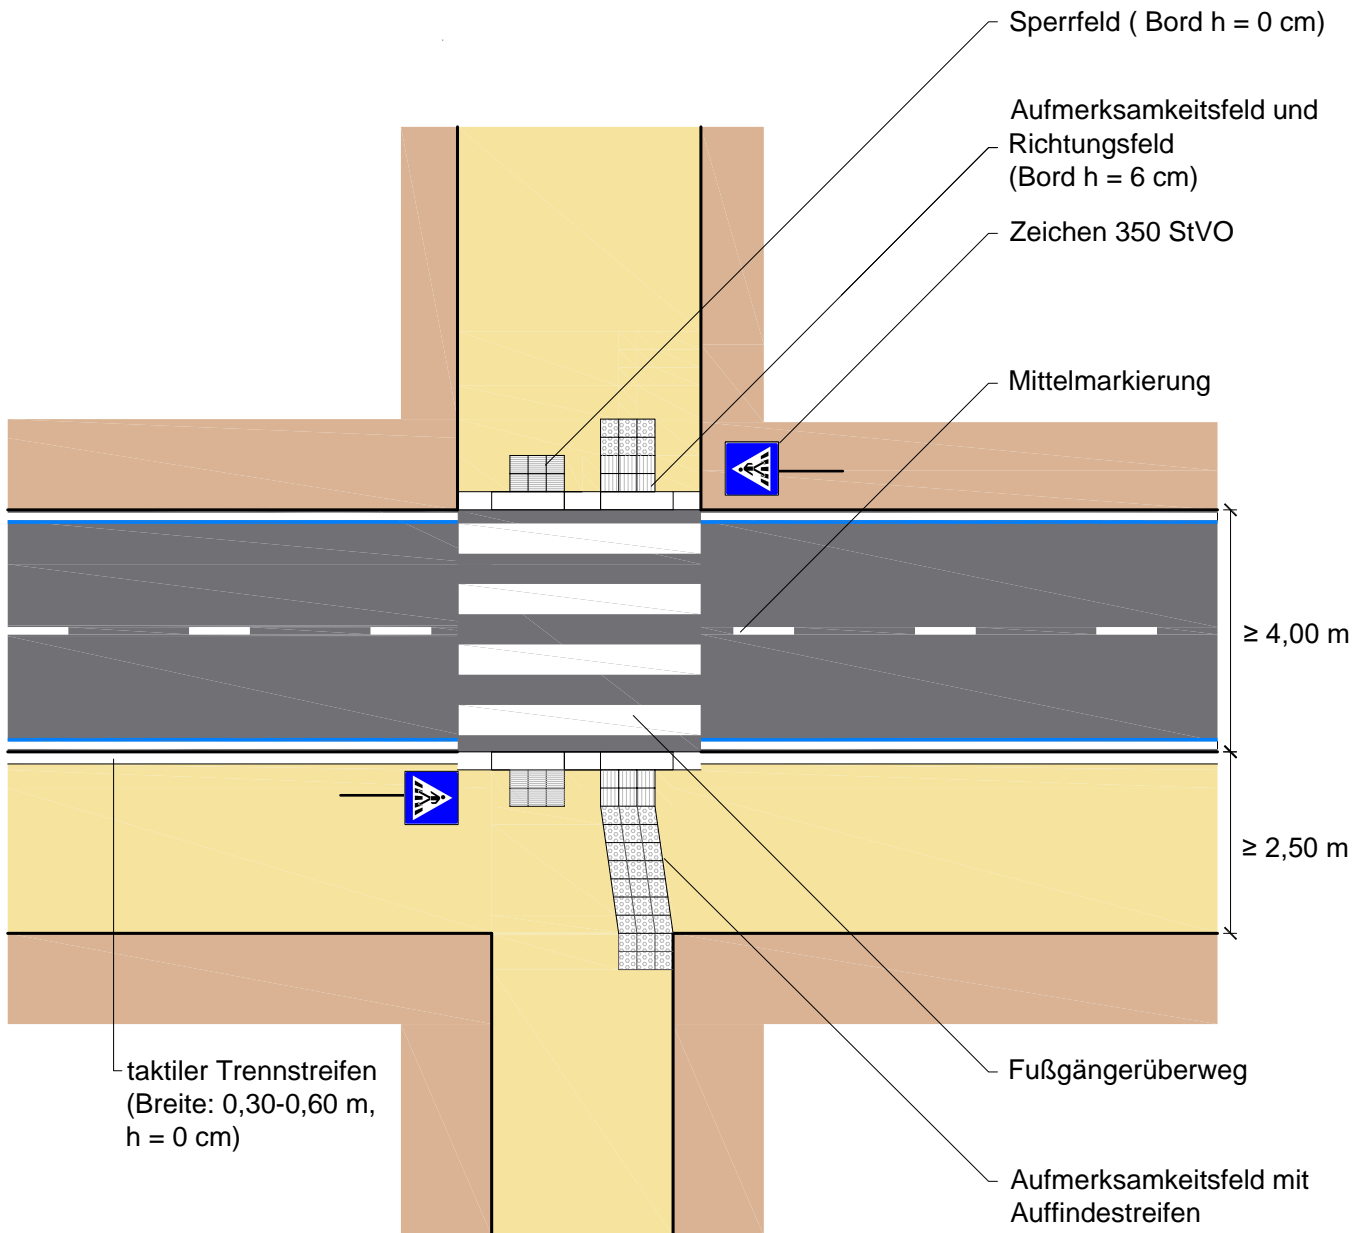 Sperrfeld ( Bord h = 0 cm)
Aufmerksamkeitsfeld und
Richtungsfeld
(Bord h = 6 cm)
Zeichen 350 StVO
Mittelmarkierung
≥ 4,00 m
≥ 2,50 m
taktiler Trennstreifen
(Breite: 0,30-0,60 m,
h = 0 cm)
Fußgängerüberweg
Aufmerksamkeitsfeld mit
Auffindestreifen